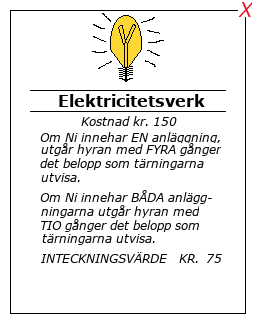 X
Elektricitetsverk
Kostnad kr. 150
Om Ni innehar EN anläggning,
utgår hyran med FYRA gånger
det belopp som tärningarna
utvisa.
Om Ni innehar BÅDA anlägg-
ningarna utgår hyran med
TIO gånger det belopp som
tärningarna utvisa.
INTECKNINGSVÄRDE KR. 75